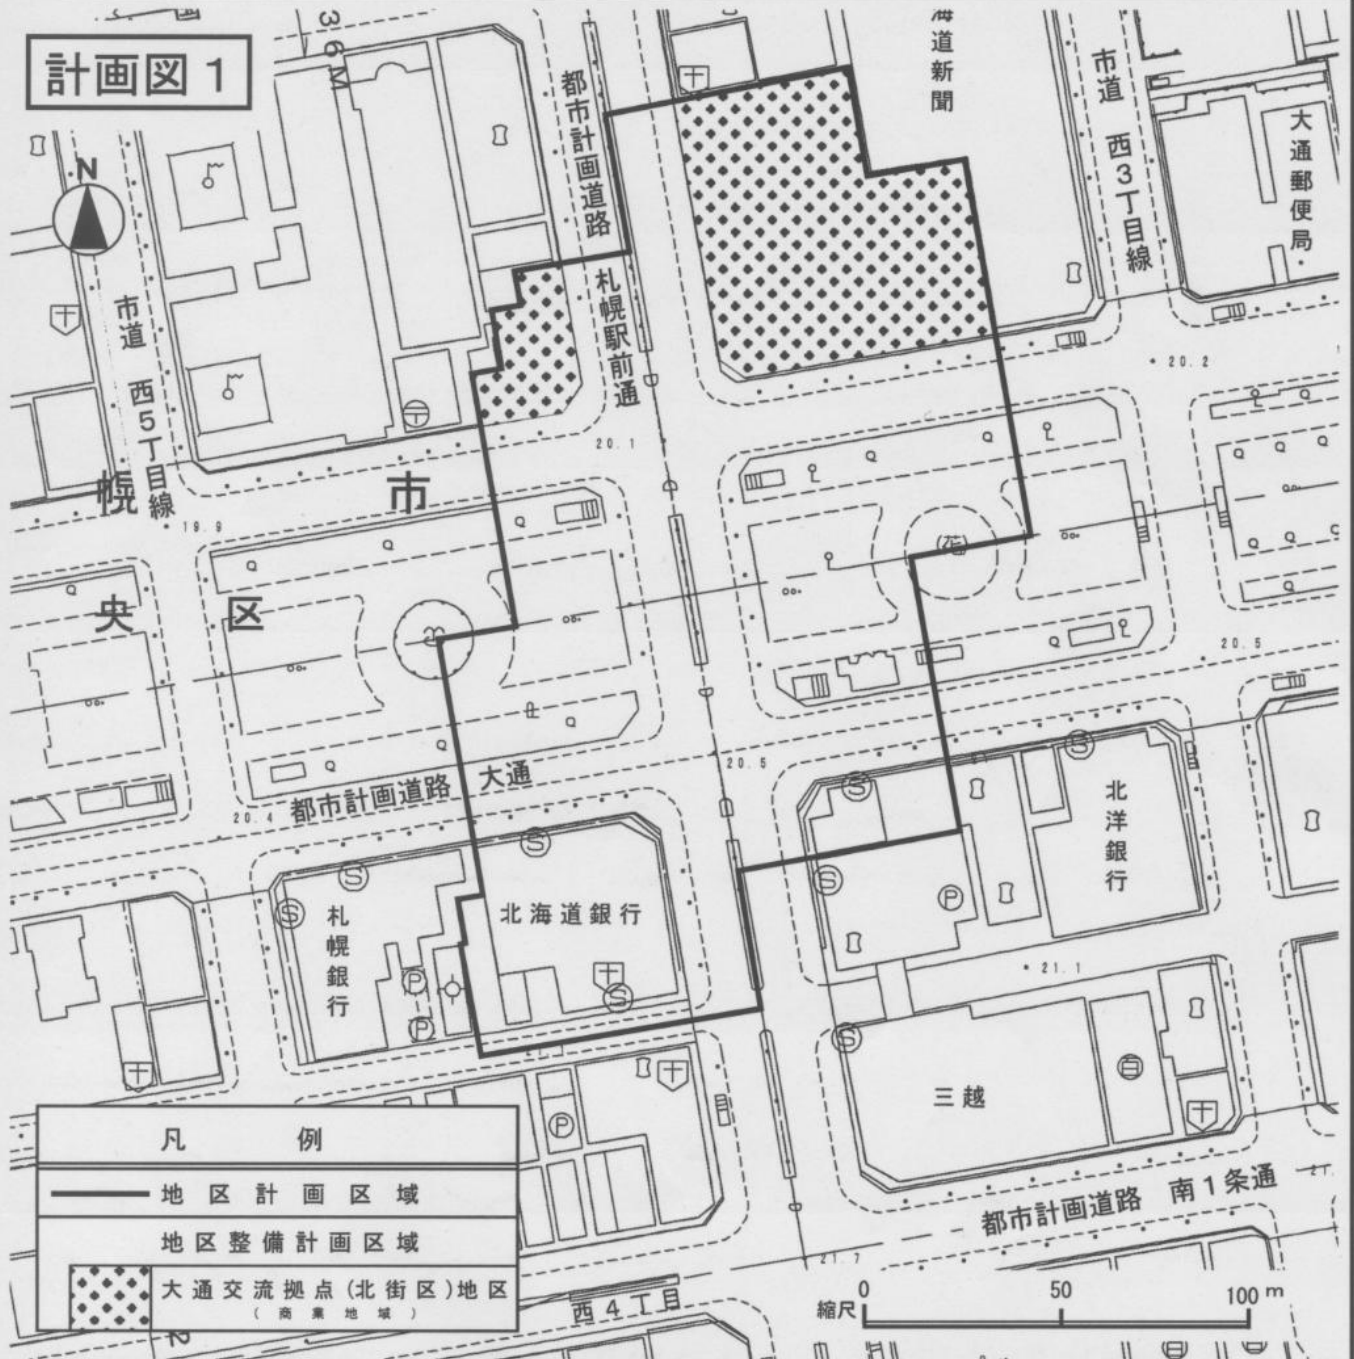 計画図1
N
36M
海道新聞
都市計画道路
札幌駅前通
市道 西3丁目線
大通郵便局
市道 西5丁目線
幌 市
央 区
20.1
20.2
19.9
(花)
20.5
20.5
都市計画道路 大通
20.4
北洋銀行
北海道銀行
札幌銀行
21.1
三越
都市計画道路 南1条通
21.7
西4丁目
凡例
地区計画区域
地区整備計画区域
大通交流拠点(北街区)地区
(商業地域)
縮尺 0 50 100m